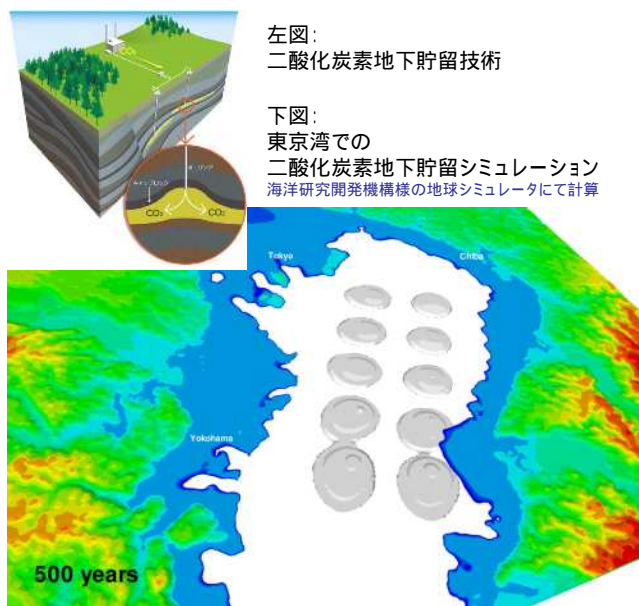 左図:
二酸化炭素地下貯留技術
下図:
東京湾での
二酸化炭素地下貯留シミュレーション
海洋研究開発機構様の地球シミュレータにて計算
CO₂
CO₂
CO₂
Tokyo
Chiba
Yokohama
500 years